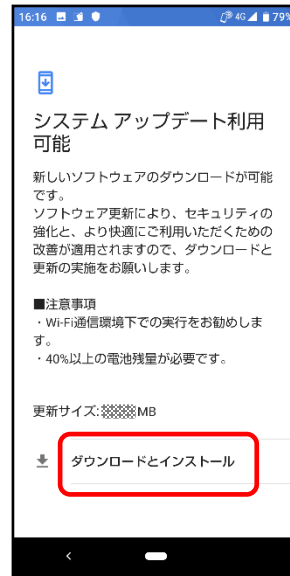 16:16 4G 79%
システム アップデート利用
可能
新しいソフトウェアのダウンロードが可能
です。
ソフトウェア更新により、セキュリティの
強化と、より快適にご利用いただくための
改善が適用されますので、ダウンロードと
更新の実施をお願いします。
■注意事項
・Wi-Fi通信環境下での実行をお勧めしま
す。
・40%以上の電池残量が必要です。
更新サイズ: MB
ダウンロードとインストール